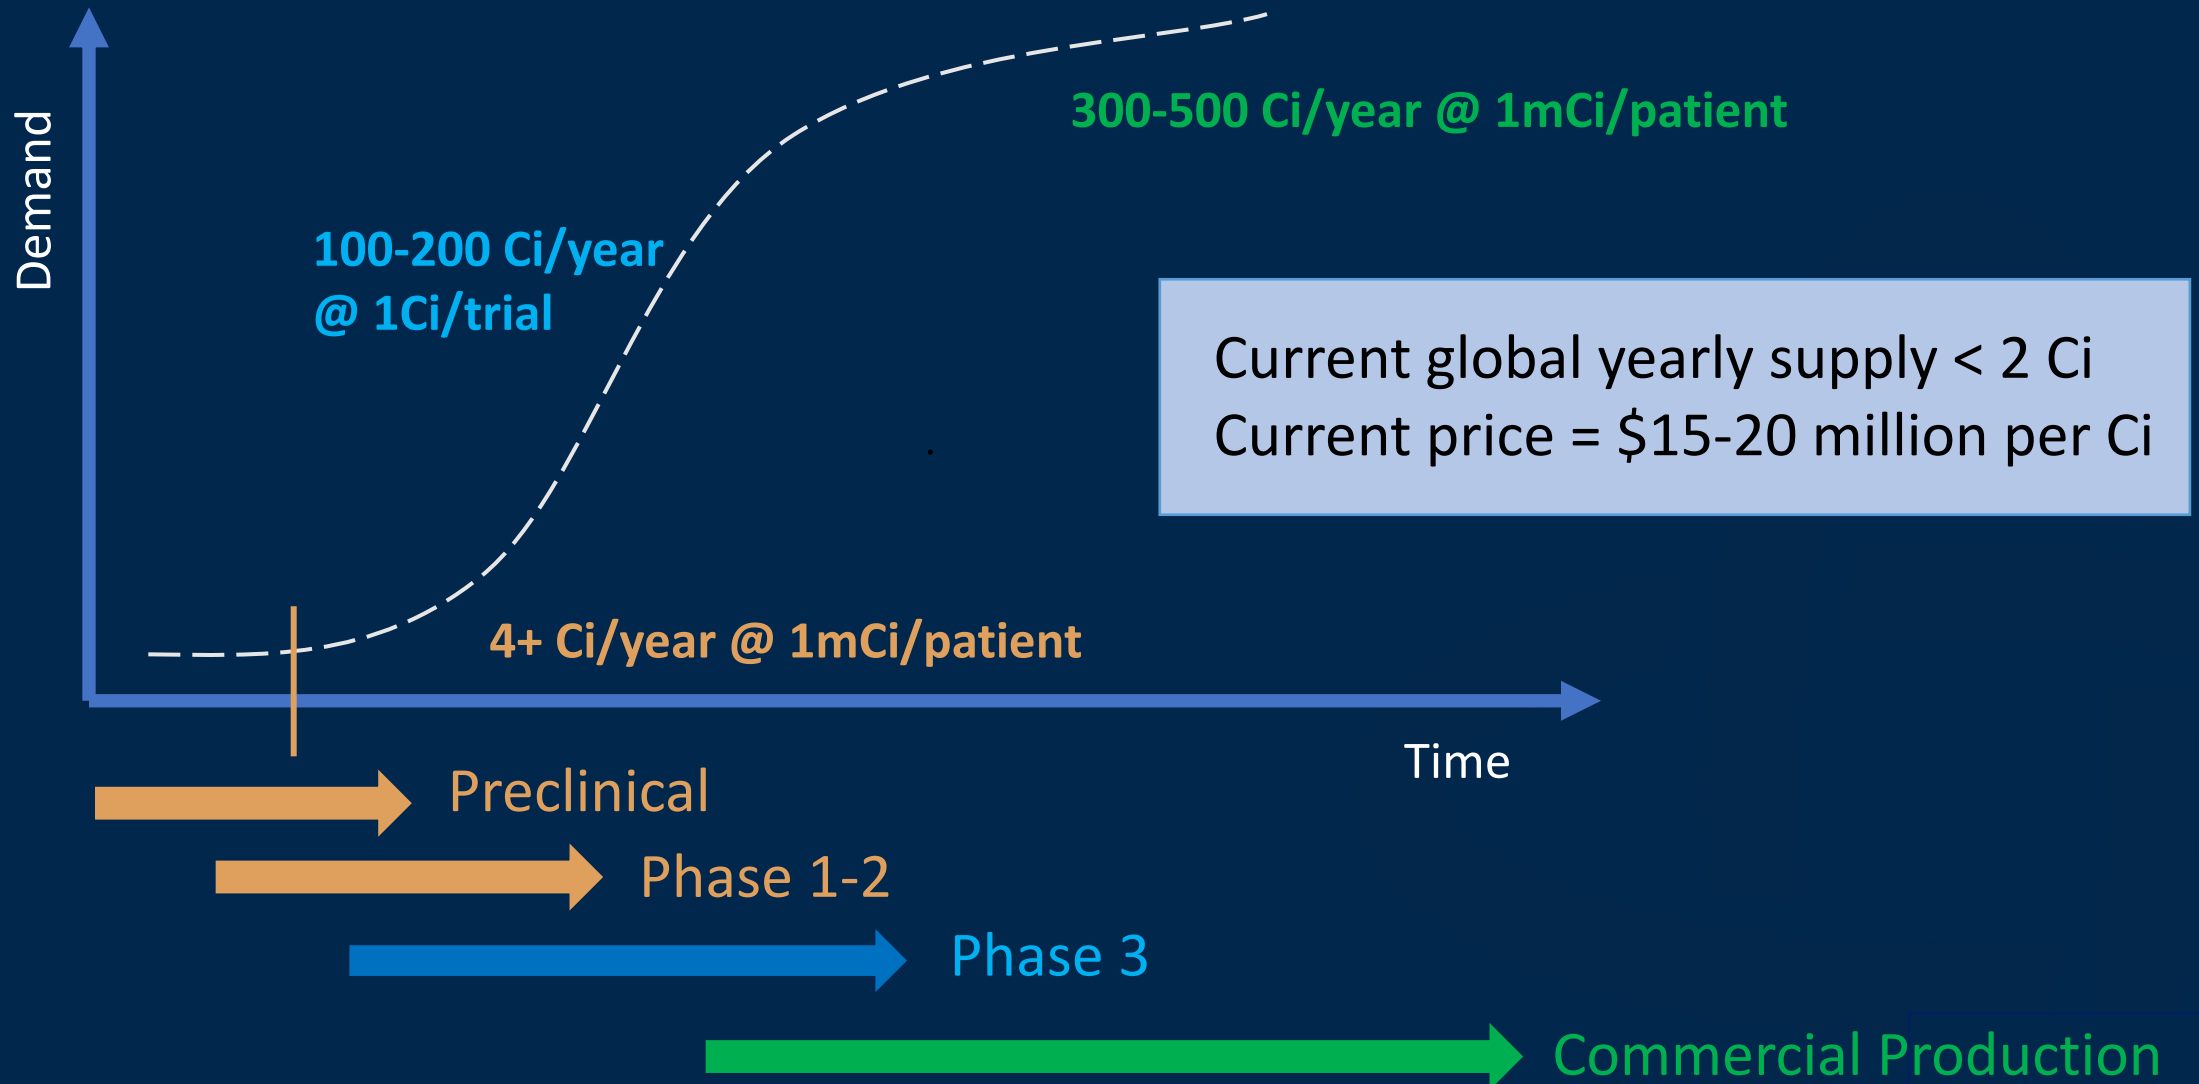 Demand
300-500 Ci/year @ 1mCi/patient
100-200 Ci/year
@ 1Ci/trial
Current global yearly supply < 2 Ci
Current price = $15-20 million per Ci
4+ Ci/year @ 1mCi/patient
Time
Preclinical
Phase 1-2
Phase 3
Commercial Production